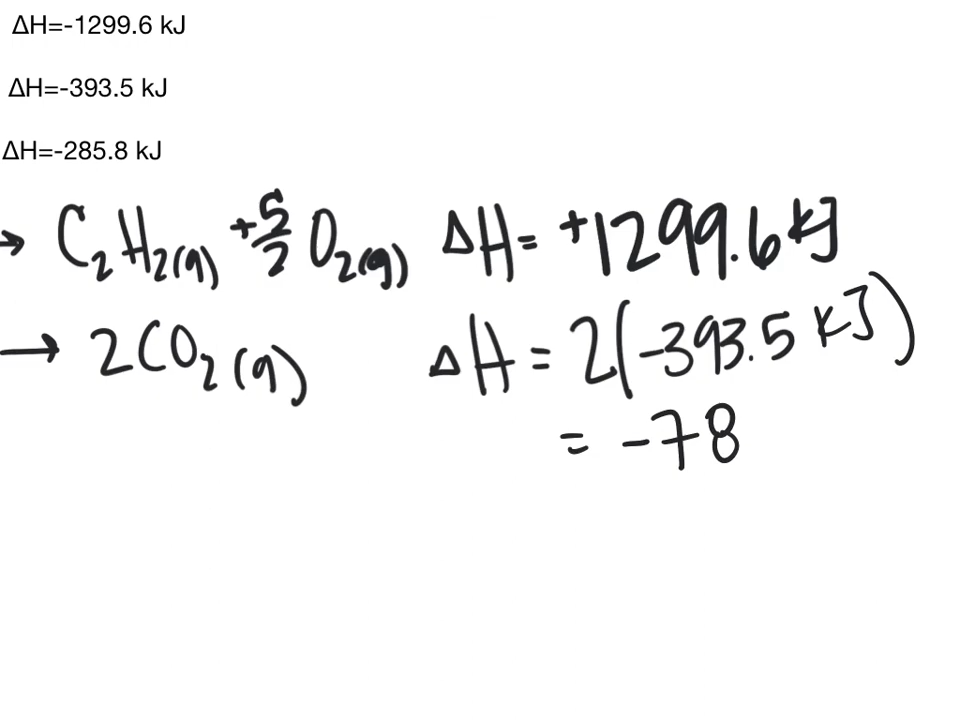 ΔH=-1299.6 kJ
ΔH=-393.5 kJ
ΔH=-285.8 kJ
→ C₂H₂(g) + 5/2 O₂(g) ΔH = +1299.6 kJ
→ 2CO₂(g) ΔH = 2(-393.5 kJ)
= -78